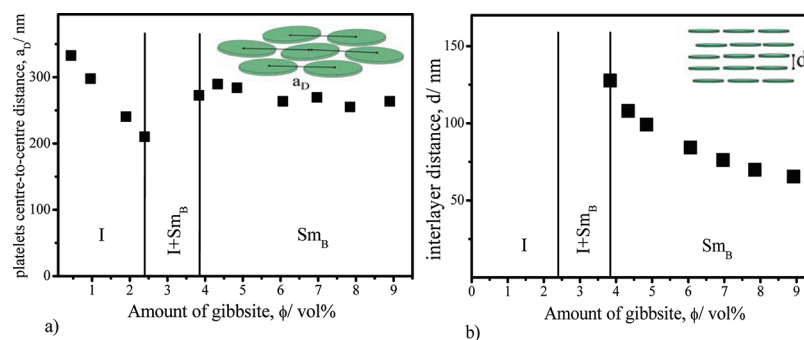 platelets centre-to-centre distance, a_D/ nm
300
200
100
0
a_D
I
I+Sm_B
Sm_B
1 2 3 4 5 6 7 8 9
Amount of gibbsite, ϕ/ vol%
a)
interlayer distance, d/ nm
150
100
50
d
I
I+Sm_B
Sm_B
0 1 2 3 4 5 6 7 8 9
Amount of gibbsite, ϕ/ vol%
b)